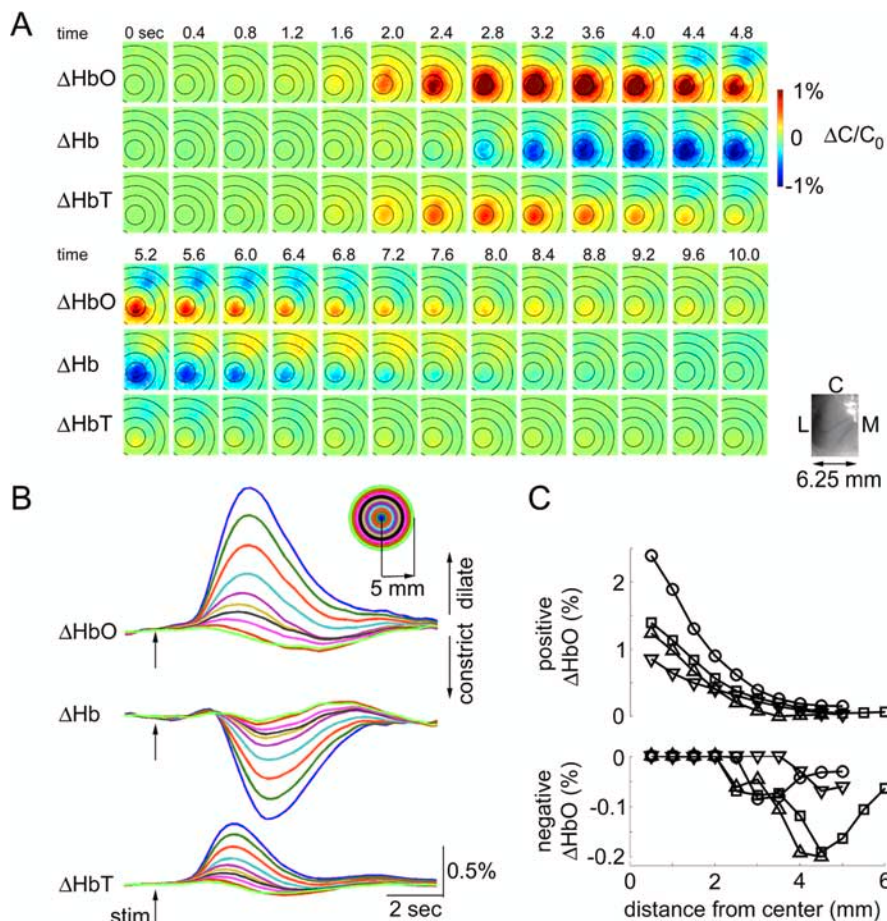 A
time 0 sec 0.4 0.8 1.2 1.6 2.0 2.4 2.8 3.2 3.6 4.0 4.4 4.8
ΔHbO
ΔHb
ΔHbT
1%
0 ΔC/C0
-1%
time 5.2 5.6 6.0 6.4 6.8 7.2 7.6 8.0 8.4 8.8 9.2 9.6 10.0
ΔHbO
ΔHb
ΔHbT
C
L M
6.25 mm
B
5 mm
dilate
constrict
ΔHbO
ΔHb
ΔHbT
0.5%
2 sec
stim
C
positive
ΔHbO (%)
2
1
0
negative
ΔHbO (%)
0
-0.1
-0.2
0 2 4 6
distance from center (mm)